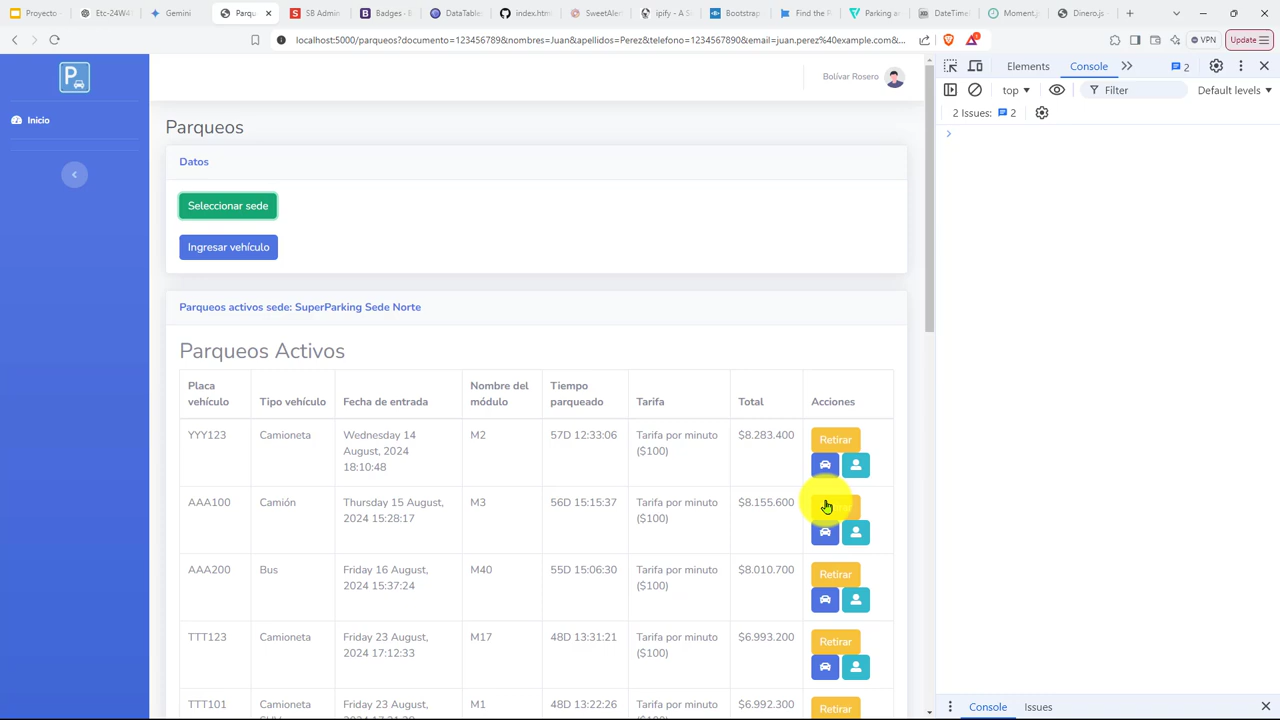 Proyecto -
Etc-24W4
Gemini
Parqu
SB Admin
Badges - B
DataTable
index.htm
SweetAler
ipify - A S
Bootstrap
Find the R
Parking ar
DateTime
Moment.js
Dinero.js -
localhost:5000/parqueos?documento=123456789&nombres=Juan&apellidos=Perez&telefono=1234567890&email=juan.perez%40example.com&...
VPN
Update
P
Inicio
Bolívar Rosero
Parqueos
Datos
Seleccionar sede
Ingresar vehículo
Parqueos activos sede: SuperParking Sede Norte
Parqueos Activos
Placa vehículo
Tipo vehículo
Fecha de entrada
Nombre del módulo
Tiempo parqueado
Tarifa
Total
Acciones
YYY123
Camioneta
Wednesday 14
August, 2024
18:10:48
M2
57D 12:33:06
Tarifa por minuto
($100)
$8.283.400
Retirar
AAA100
Camión
Thursday 15 August,
2024 15:28:17
M3
56D 15:15:37
Tarifa por minuto
($100)
$8.155.600
AAA200
Bus
Friday 16 August,
2024 15:37:24
M40
55D 15:06:30
Tarifa por minuto
($100)
$8.010.700
Retirar
TTT123
Camioneta
Friday 23 August,
2024 17:12:33
M17
48D 13:31:21
Tarifa por minuto
($100)
$6.993.200
Retirar
TTT101
Camioneta
Friday 23 August,
M1
48D 13:22:26
Tarifa por minuto
$6.992.300
Retirar
Elements
Console
2
top
Filter
Default levels
2 Issues:
2
Console
Issues